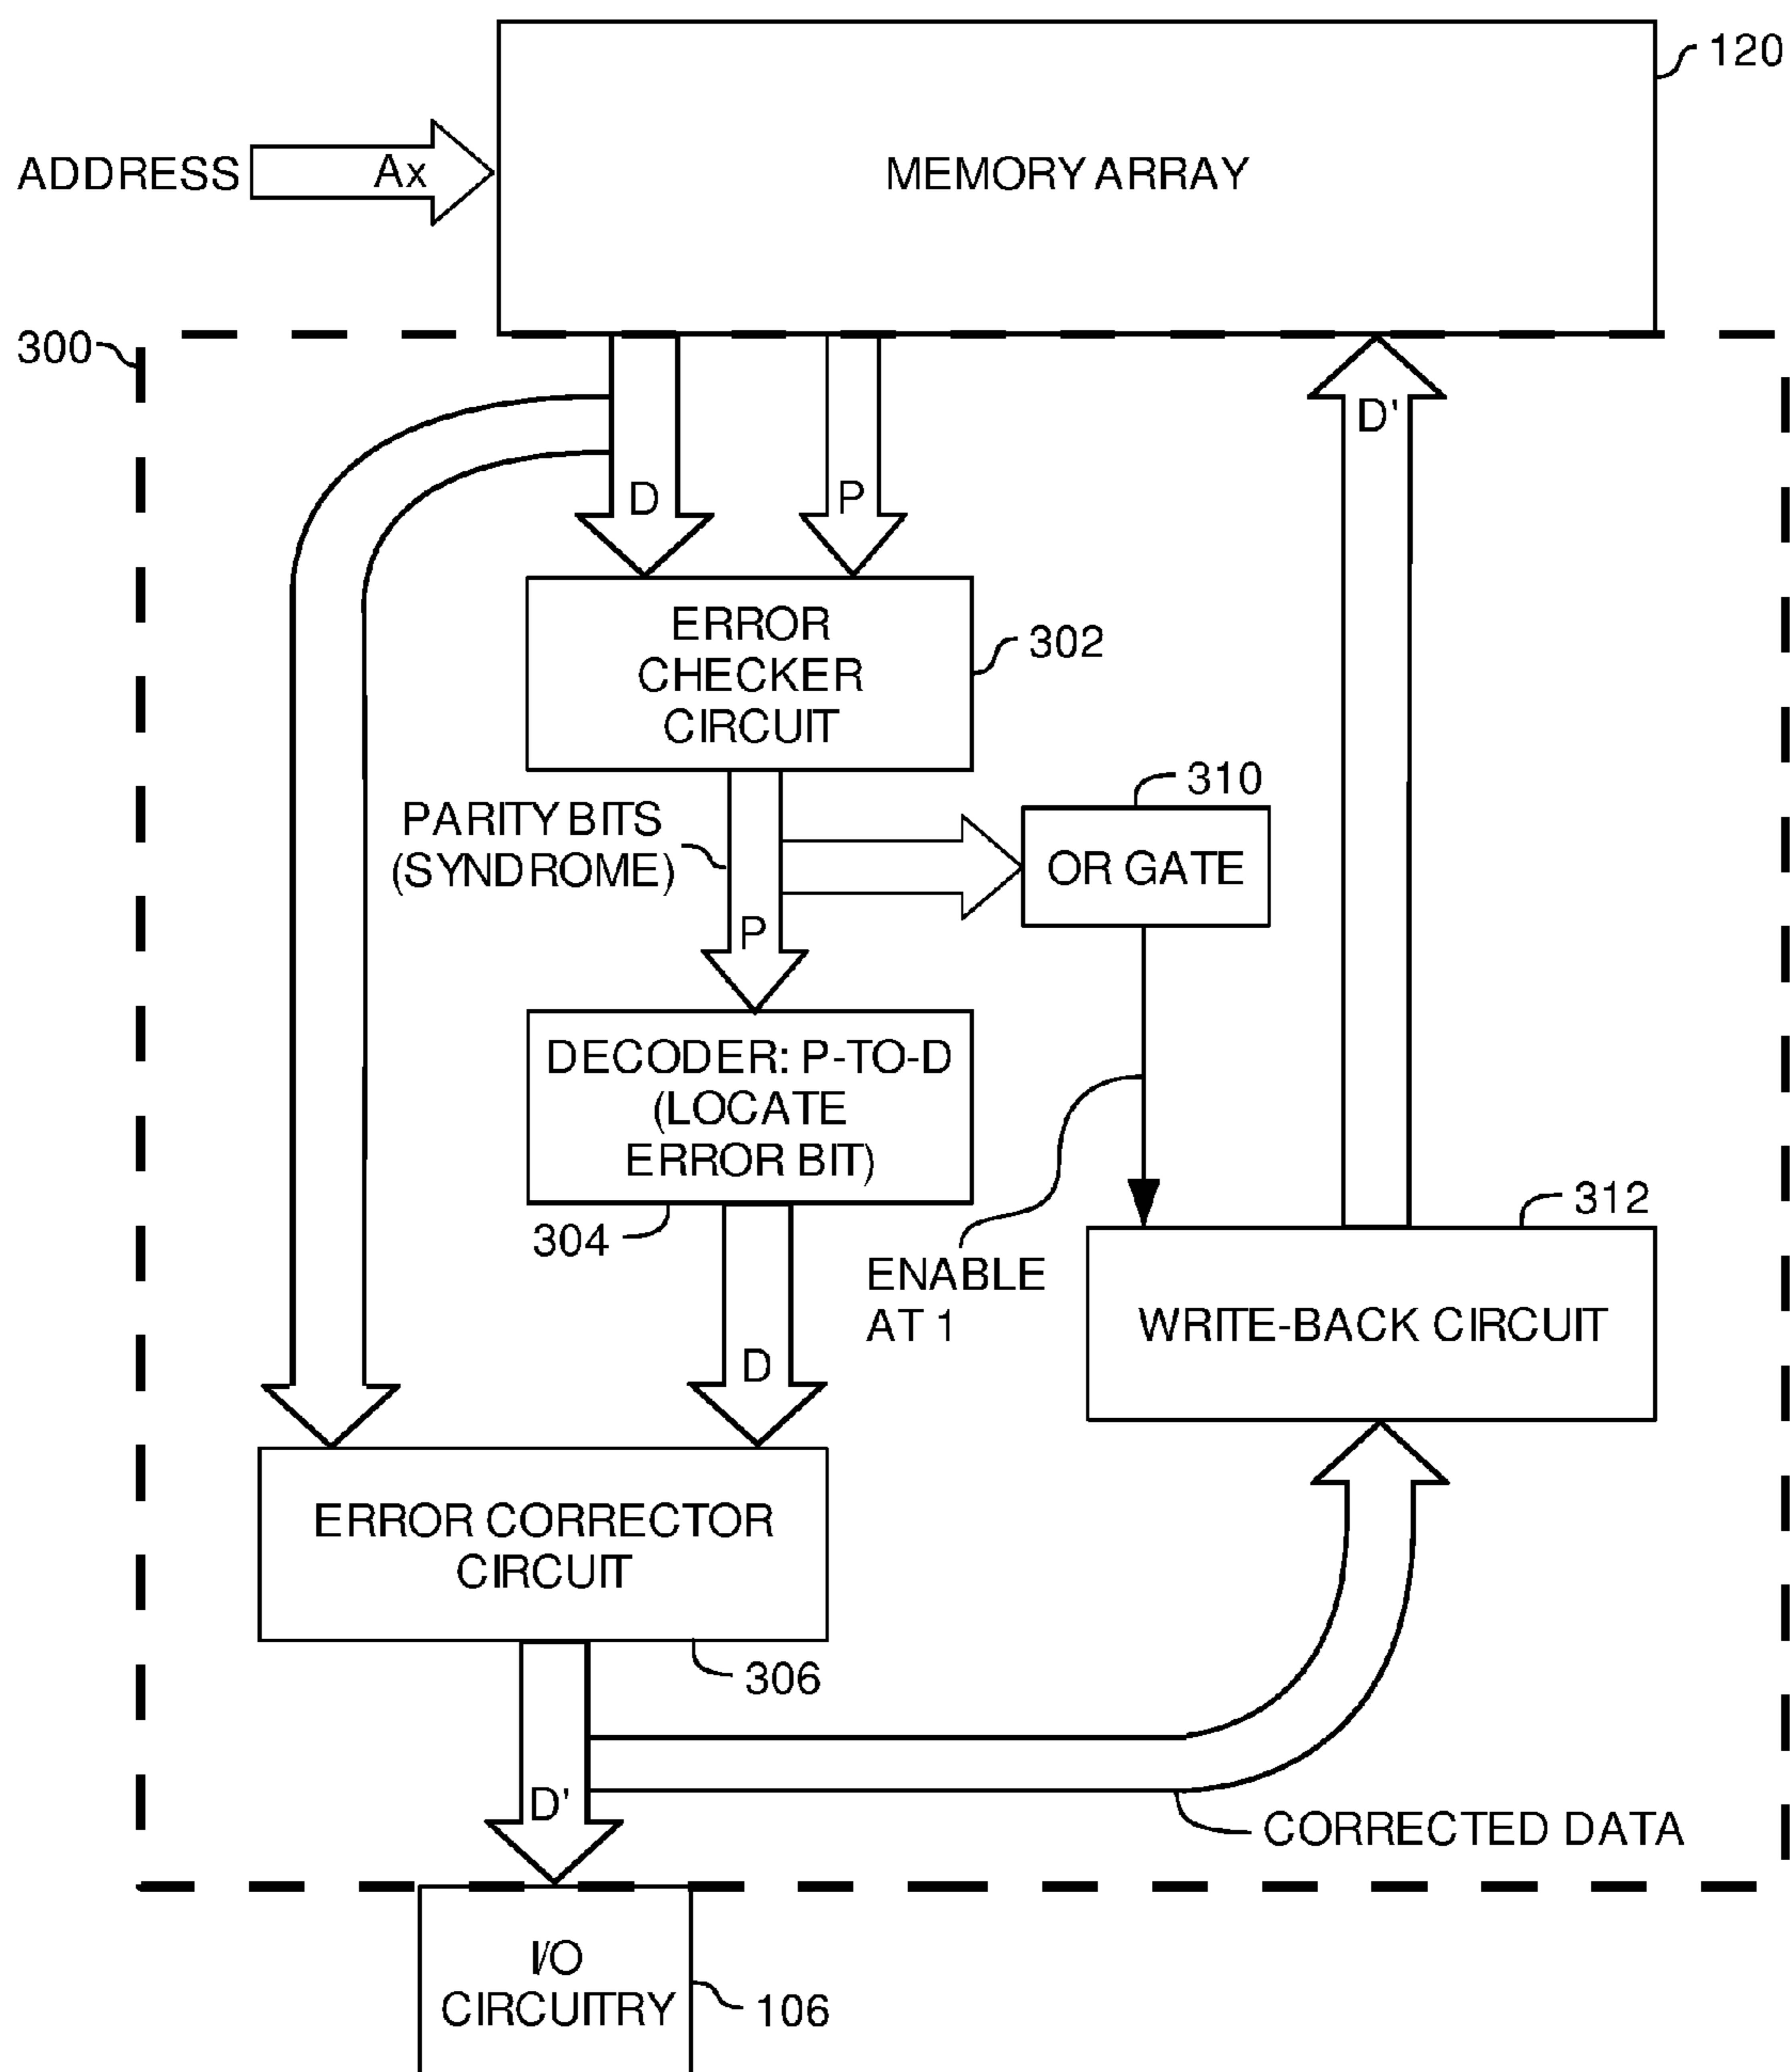 120
ADDRESS
Ax
MEMORY ARRAY
300
D'
D
P
ERROR
CHECKER
CIRCUIT
302
310
PARITY BITS
(SYNDROME)
OR GATE
P
DECODER: P-TO-D
(LOCATE
ERROR BIT)
304
312
ENABLE
AT 1
WRITE-BACK CIRCUIT
D
ERROR CORRECTOR
CIRCUIT
306
D'
CORRECTED DATA
I/O
CIRCUITRY
106